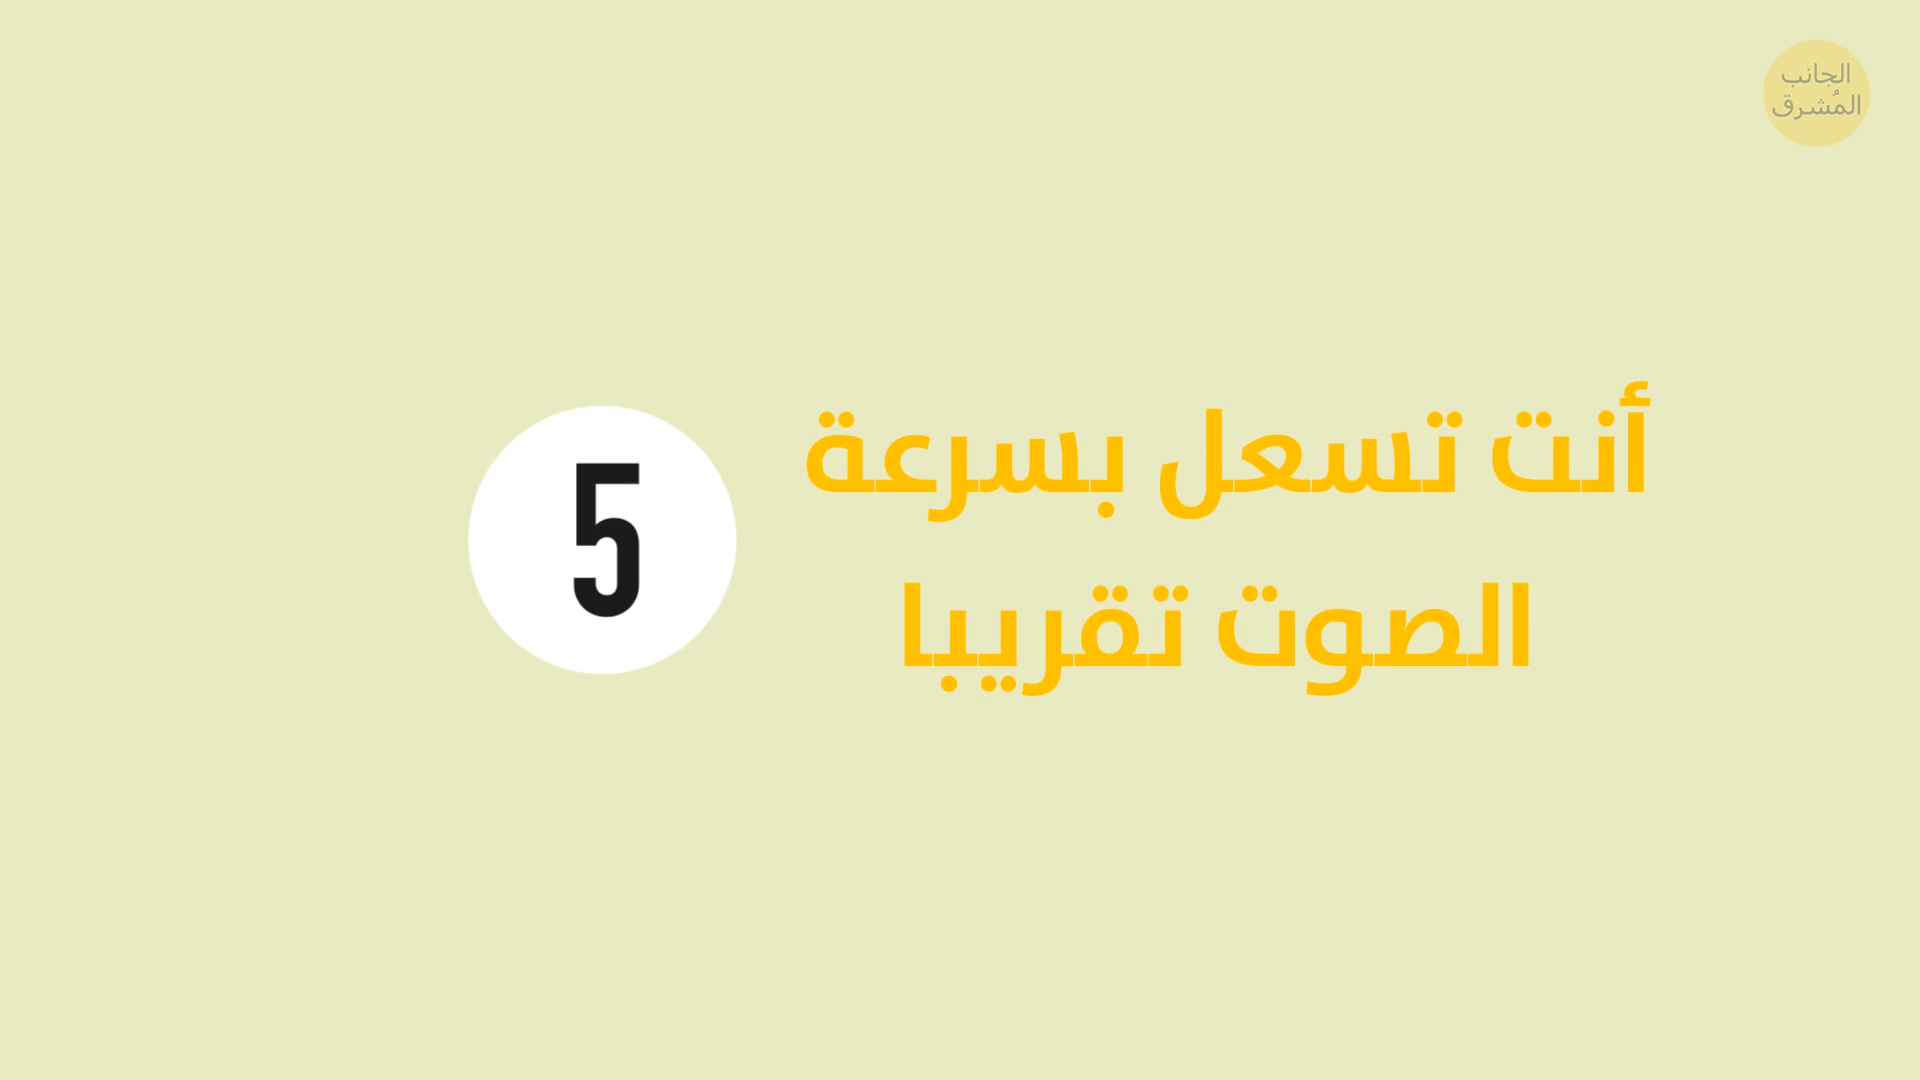 الجانب
المُشرق
أنت تسعل بسرعة
الصوت تقريبا
5